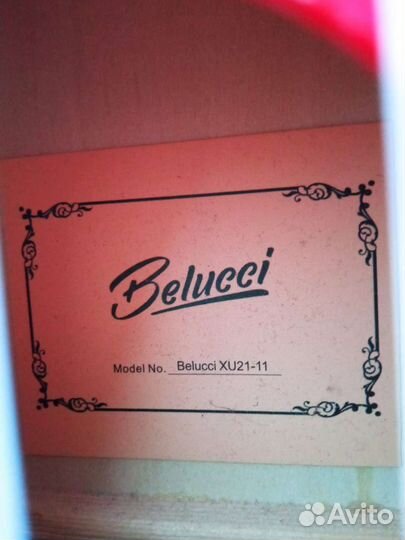 Belucci
Model No. Belucci XU21-11
Avito